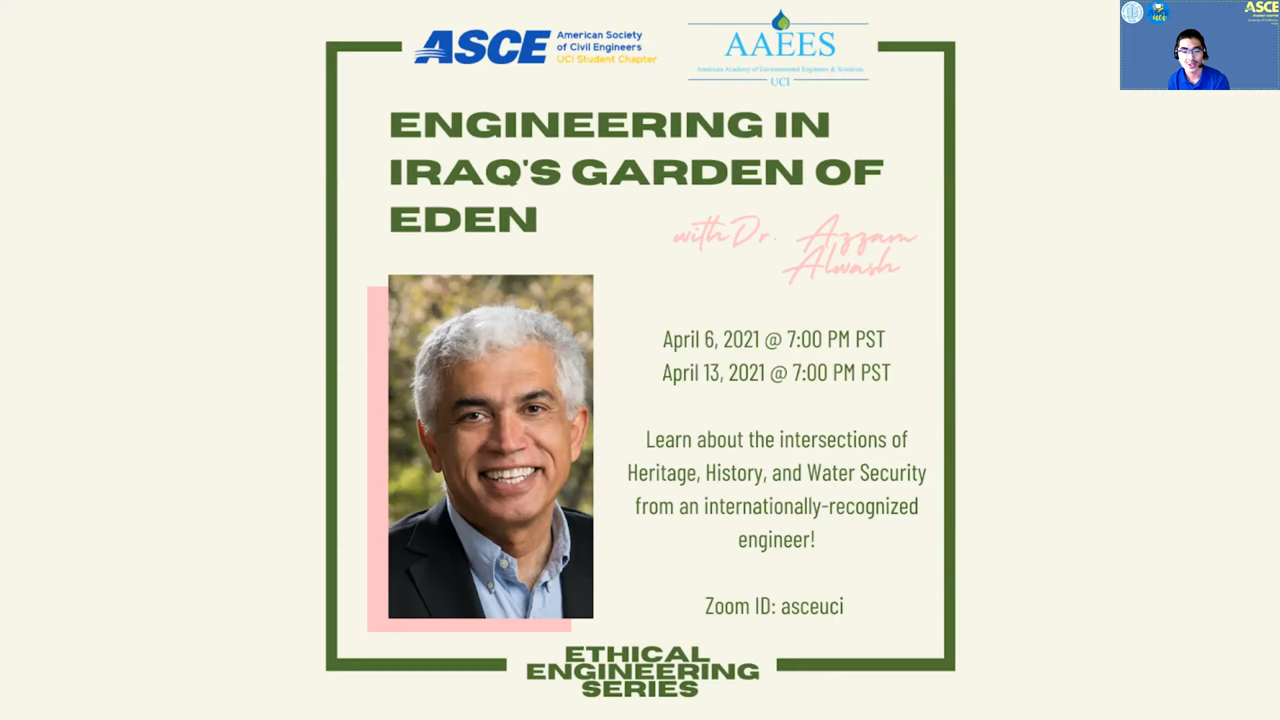 ASCE
American Society
of Civil Engineers
UCI Student Chapter
AAEES
American Academy of Environmental Engineers & Scientists
UCI
ENGINEERING IN
IRAQ'S GARDEN OF
EDEN
with Dr. Azzam
Alwash
April 6, 2021 @ 7:00 PM PST
April 13, 2021 @ 7:00 PM PST
Learn about the intersections of
Heritage, History, and Water Security
from an internationally-recognized
engineer!
Zoom ID: asceuci
ETHICAL
ENGINEERING
SERIES
UCI
ASCE
STUDENT CHAPTER